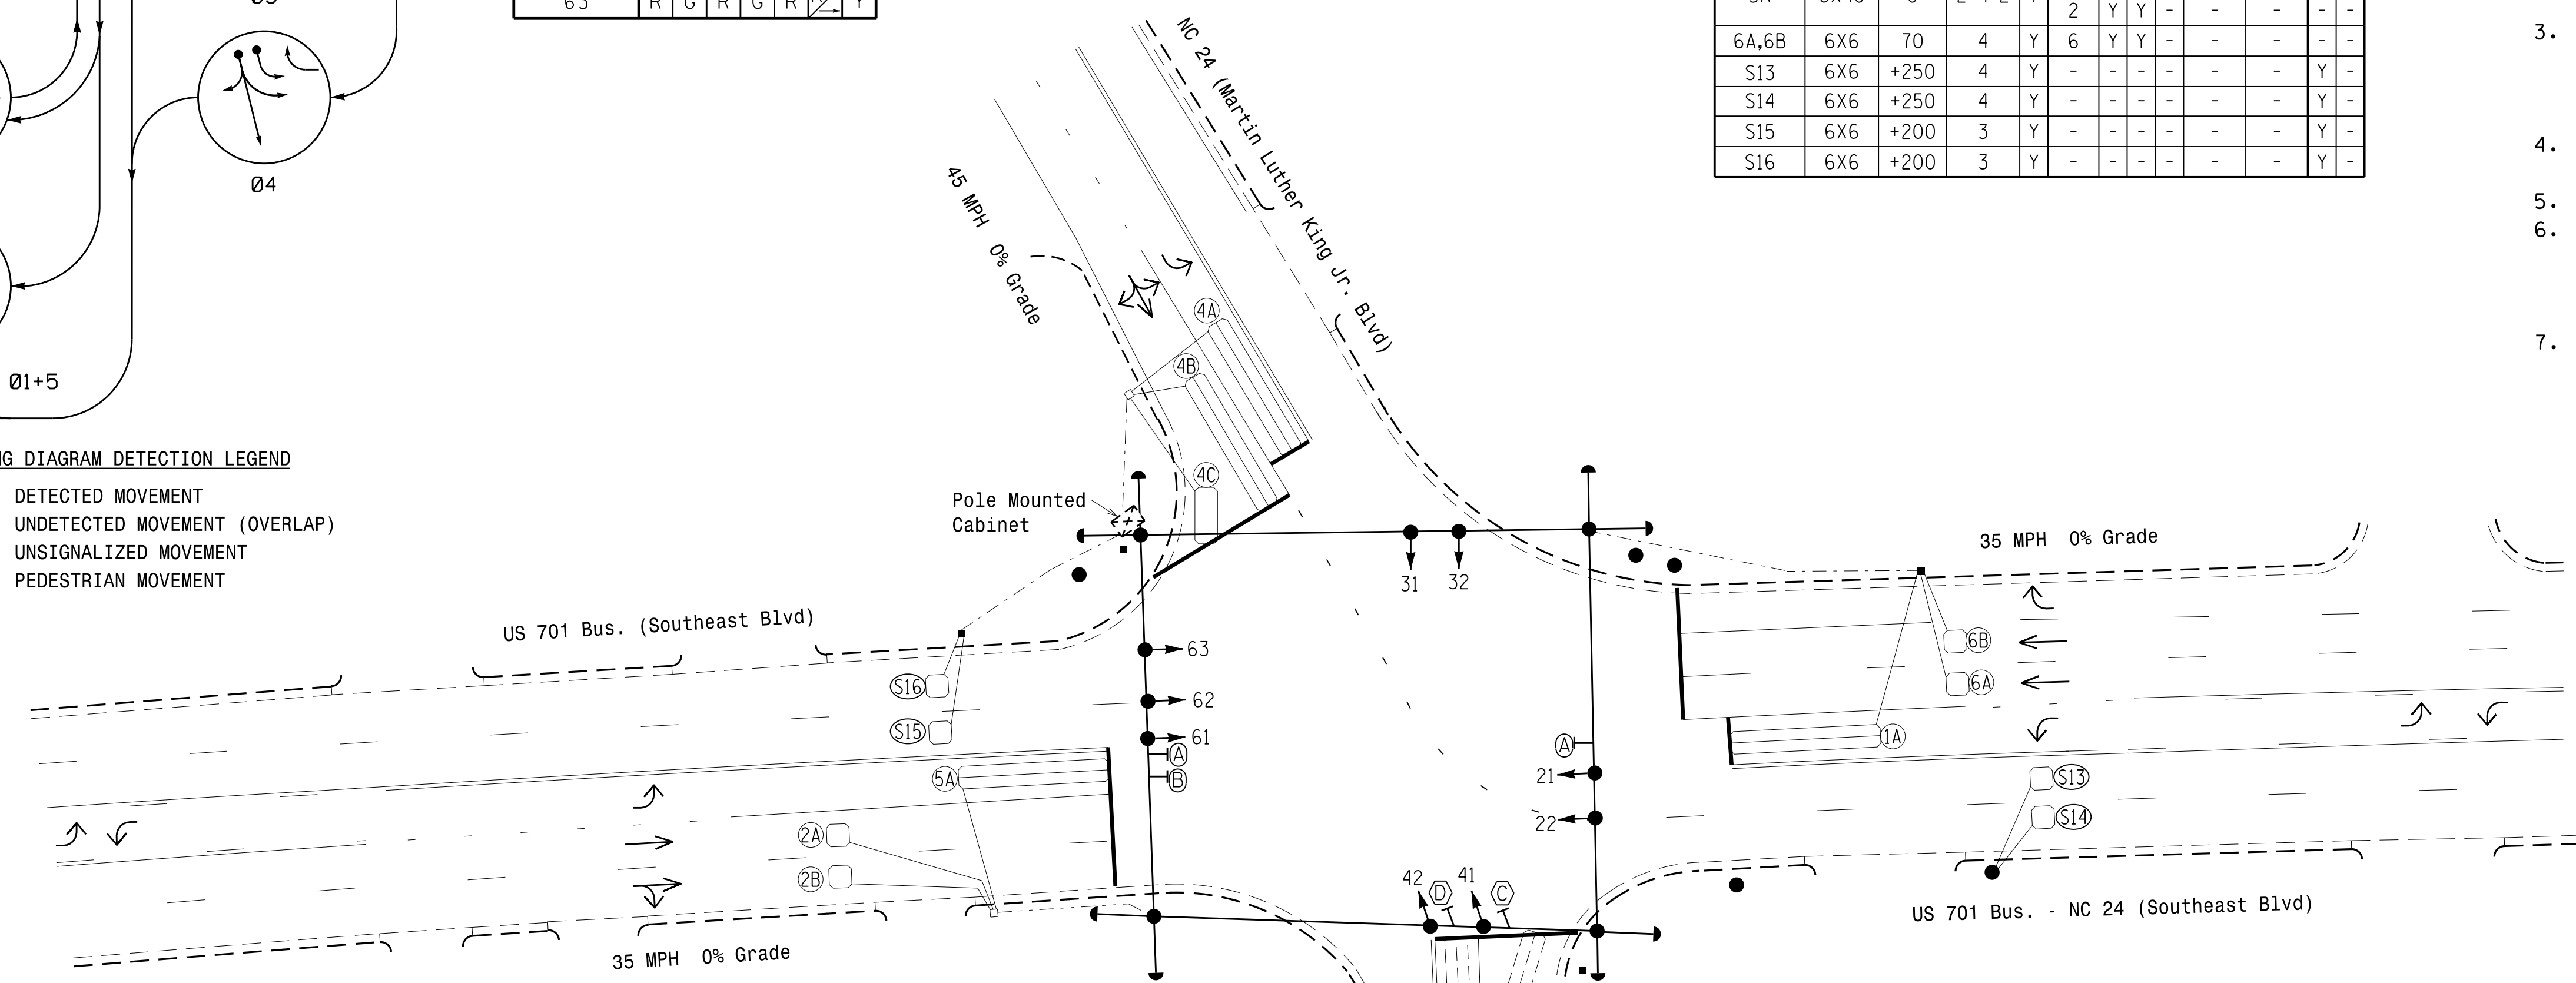 63 R G R G R Y
Ø4
Ø1+5
G DIAGRAM DETECTION LEGEND
DETECTED MOVEMENT
UNDETECTED MOVEMENT (OVERLAP)
UNSIGNALIZED MOVEMENT
PEDESTRIAN MOVEMENT
2 Y Y - - - - -
6A,6B 6X6 70 4 Y 6 Y Y - - - - -
S13 6X6 +250 4 Y - - - - - - Y -
S14 6X6 +250 4 Y - - - - - - Y -
S15 6X6 +200 3 Y - - - - - - Y -
S16 6X6 +200 3 Y - - - - - - Y -
3.
4.
5.
6.
7.
NC 24 (Martin Luther King Jr. Blvd)
45 MPH 0% Grade
4A
4B
4C
Pole Mounted
Cabinet
31
32
35 MPH 0% Grade
US 701 Bus. (Southeast Blvd)
63
62
61
A
B
S16
S15
5A
2A
2B
6B
6A
1A
A
21
22
S13
S14
42
D
41
C
US 701 Bus. - NC 24 (Southeast Blvd)
35 MPH 0% Grade